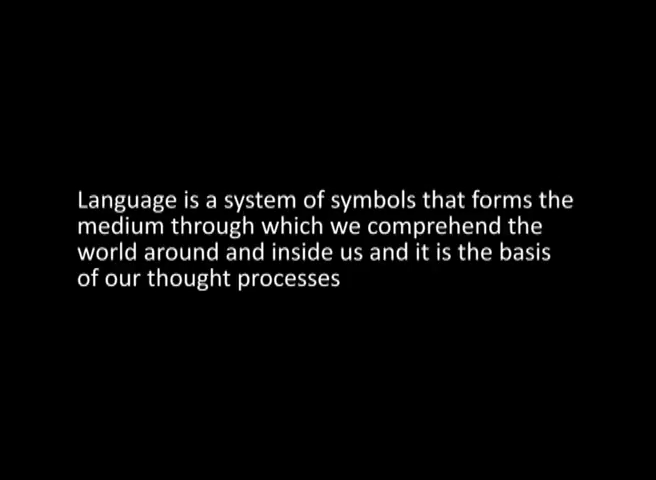 Language is a system of symbols that forms the
medium through which we comprehend the
world around and inside us and it is the basis
of our thought processes